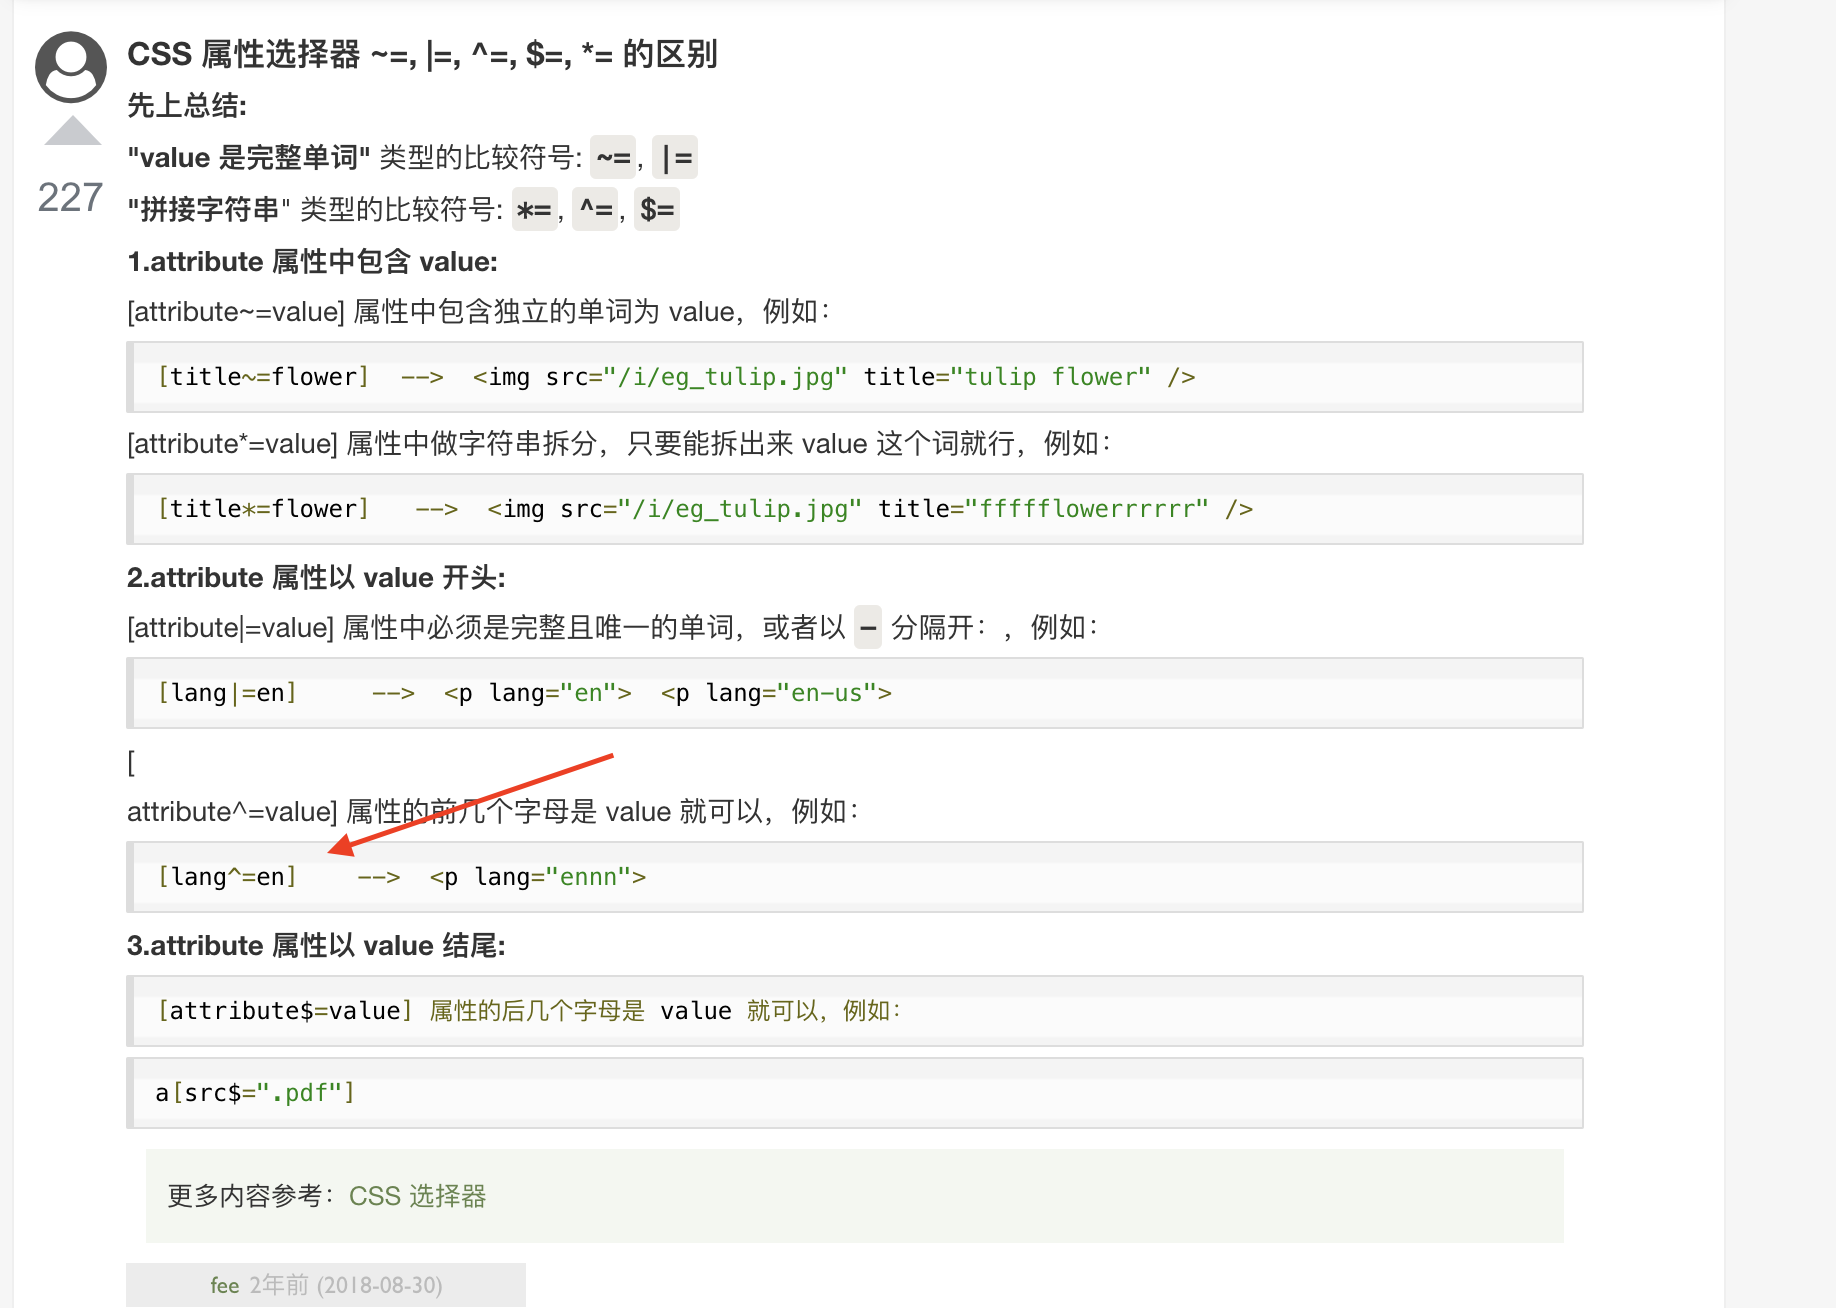 CSS 属性选择器 ~=, |=, ^=, $=, *= 的区别
先上总结:
"value 是完整单词" 类型的比较符号: ~=, |=
227
"拼接字符串" 类型的比较符号: *=, ^=, $=
1.attribute 属性中包含 value:
[attribute~=value] 属性中包含独立的单词为 value，例如：
[title~=flower]  -->  <img src="/i/eg_tulip.jpg" title="tulip flower" />
[attribute*=value] 属性中做字符串拆分，只要能拆出来 value 这个词就行，例如：
[title*=flower]   -->  <img src="/i/eg_tulip.jpg" title="fffffflowerrrrrr" />
2.attribute 属性以 value 开头:
[attribute|=value] 属性中必须是完整且唯一的单词，或者以 - 分隔开：，例如：
[lang|=en]     -->  <p lang="en">  <p lang="en-us">
[
attribute^=value] 属性的前几个字母是 value 就可以，例如：
[lang^=en]    -->  <p lang="ennn">
3.attribute 属性以 value 结尾:
[attribute$=value] 属性的后几个字母是 value 就可以，例如：
a[src$=".pdf"]
更多内容参考：CSS 选择器
fee 2年前 (2018-08-30)